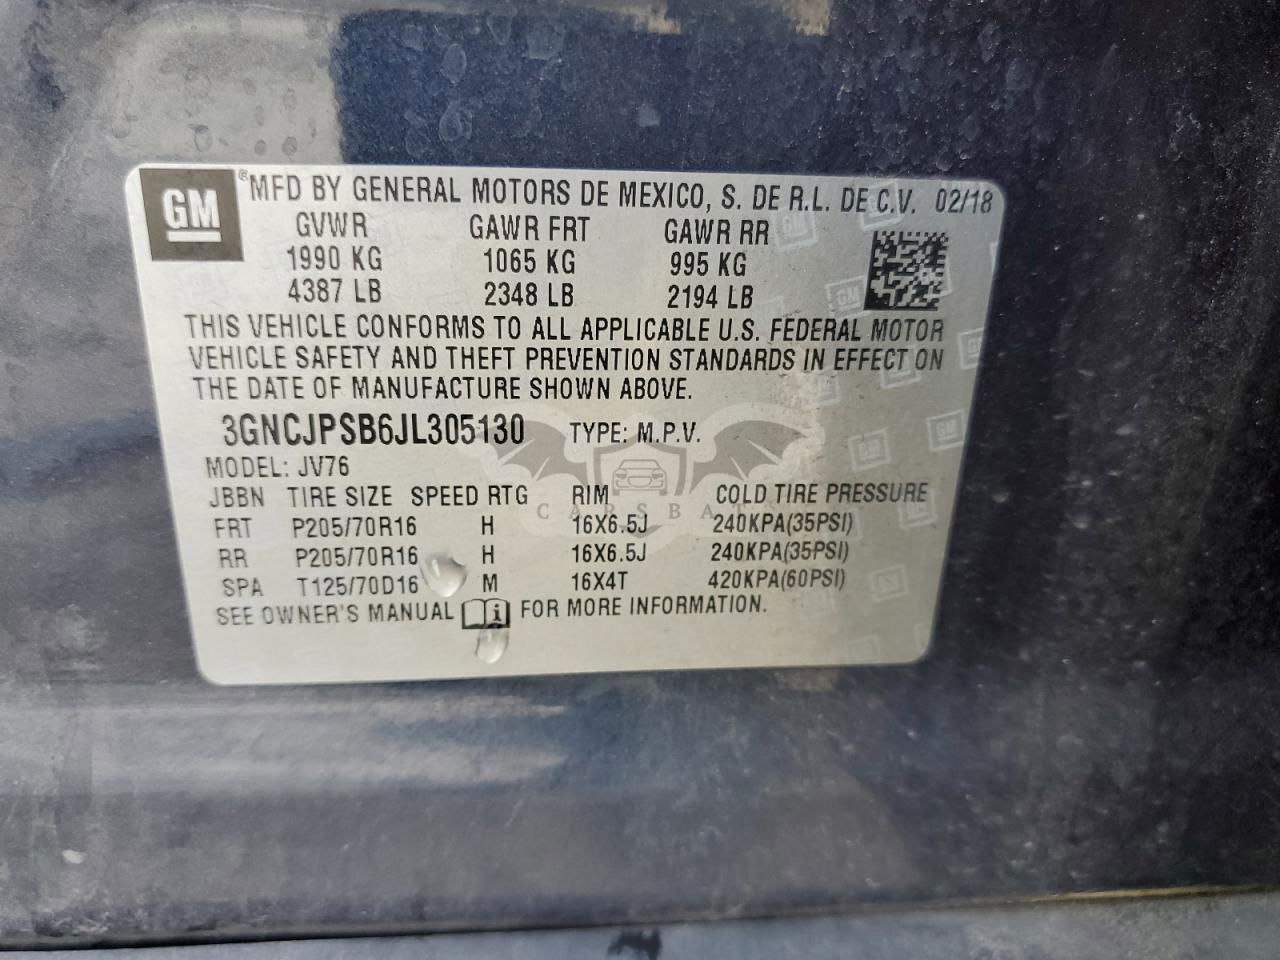 GM ®MFD BY GENERAL MOTORS DE MEXICO, S. DE R.L. DE C.V. 02/18
GVWR GAWR FRT GAWR RR
1990 KG 1065 KG 995 KG
4387 LB 2348 LB 2194 LB
THIS VEHICLE CONFORMS TO ALL APPLICABLE U.S. FEDERAL MOTOR
VEHICLE SAFETY AND THEFT PREVENTION STANDARDS IN EFFECT ON
THE DATE OF MANUFACTURE SHOWN ABOVE.
3GNCJPSB6JL305130 TYPE: M.P.V.
MODEL: JV76
JBBN TIRE SIZE SPEED RTG RIM COLD TIRE PRESSURE
CARSBATS
FRT P205/70R16 H 16X6.5J 240KPA(35PSI)
RR P205/70R16 H 16X6.5J 240KPA(35PSI)
SPA T125/70D16 M 16X4T 420KPA(60PSI)
SEE OWNER'S MANUAL i FOR MORE INFORMATION.